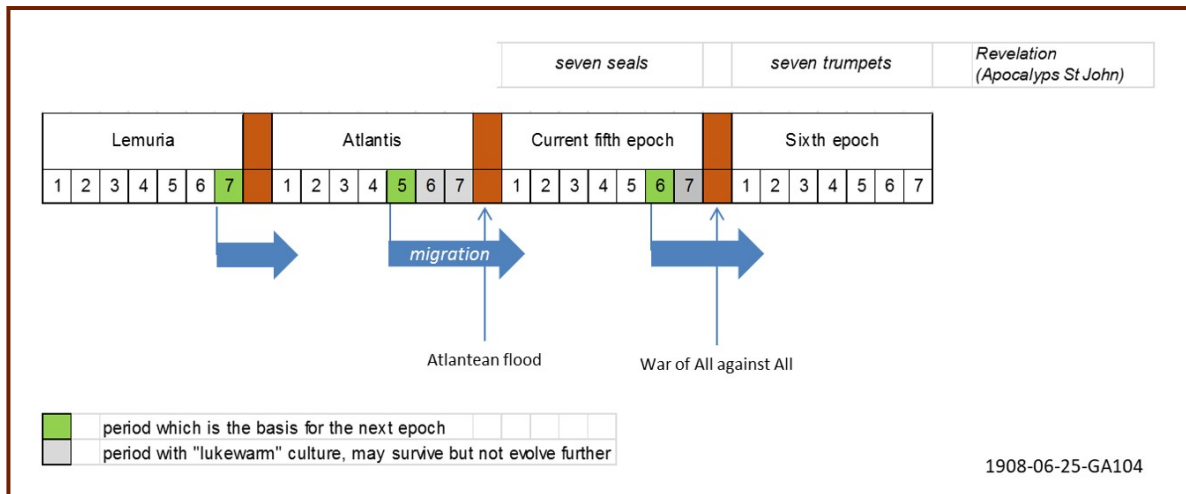 seven seals seven trumpets Revelation
(Apocalyps St John)
Lemuria Atlantis Current fifth epoch Sixth epoch
1 2 3 4 5 6 7 1 2 3 4 5 6 7 1 2 3 4 5 6 7 1 2 3 4 5 6 7
migration
Atlantean flood War of All against All
period which is the basis for the next epoch
period with "lukewarm" culture, may survive but not evolve further
1908-06-25-GA104